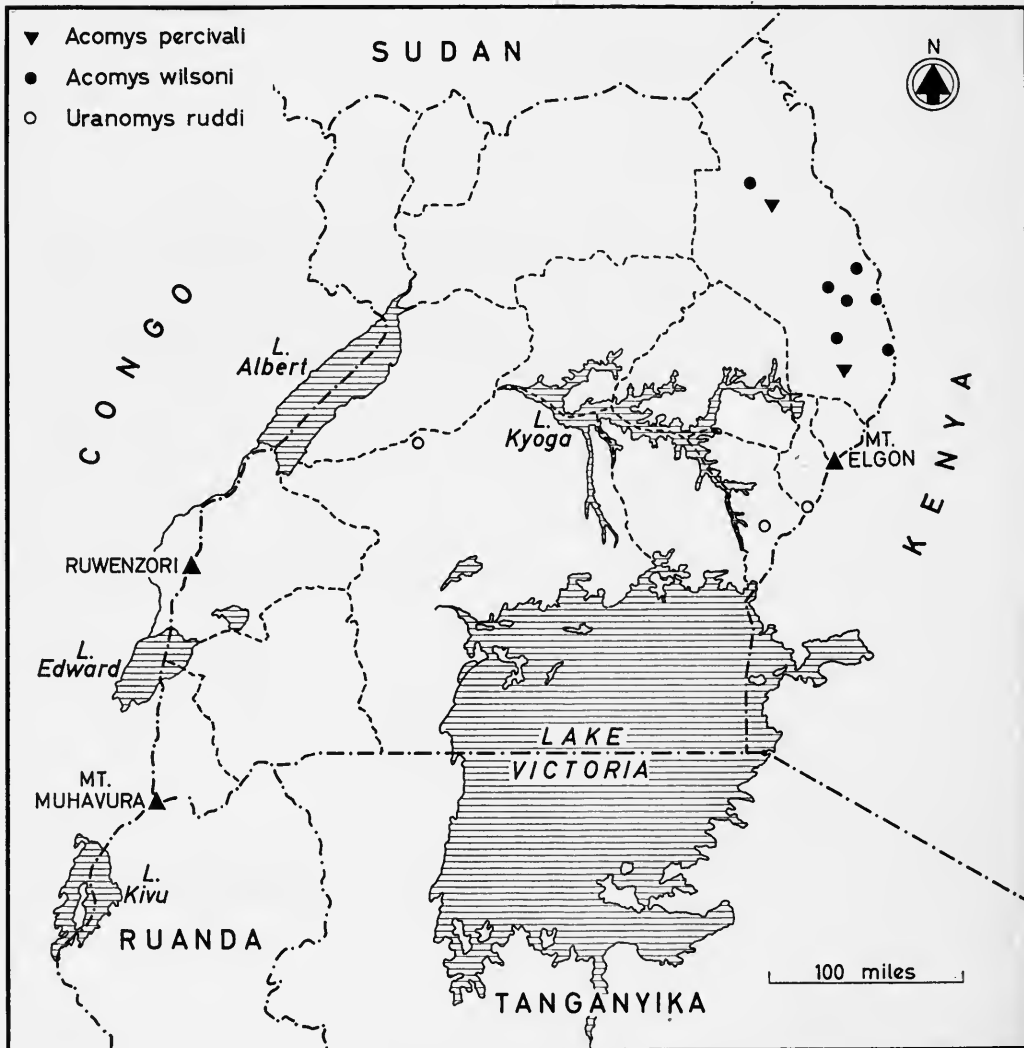 Acomys percivali
Acomys wilsoni
Uranomys ruddi
SUDAN
N
CONGO
L.
Albert
L.
Kyoga
MT.
ELGON
KENYA
RUWENZORI
L.
Edward
LAKE
VICTORIA
MT.
MUHAVURA
L.
Kivu
RUANDA
TANGANYIKA
100 miles